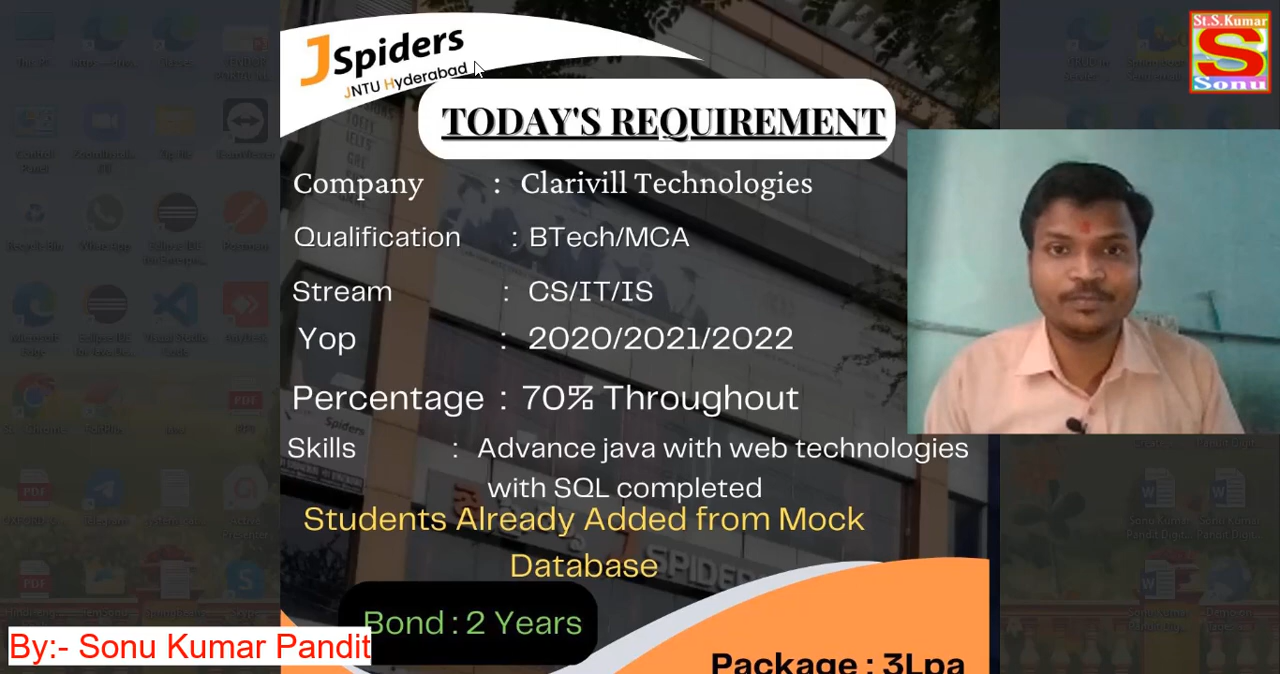 St.S.Kumar
S
Sonu
JSpiders
JNTU Hyderabad
TODAY'S REQUIREMENT
Company : Clarivill Technologies
Qualification : BTech/MCA
Stream : CS/IT/IS
Yop : 2020/2021/2022
Percentage : 70% Throughout
Skills : Advance java with web technologies
with SQL completed
Students Already Added from Mock
Database
Bond : 2 Years
Package : 3Lpa
By:- Sonu Kumar Pandit